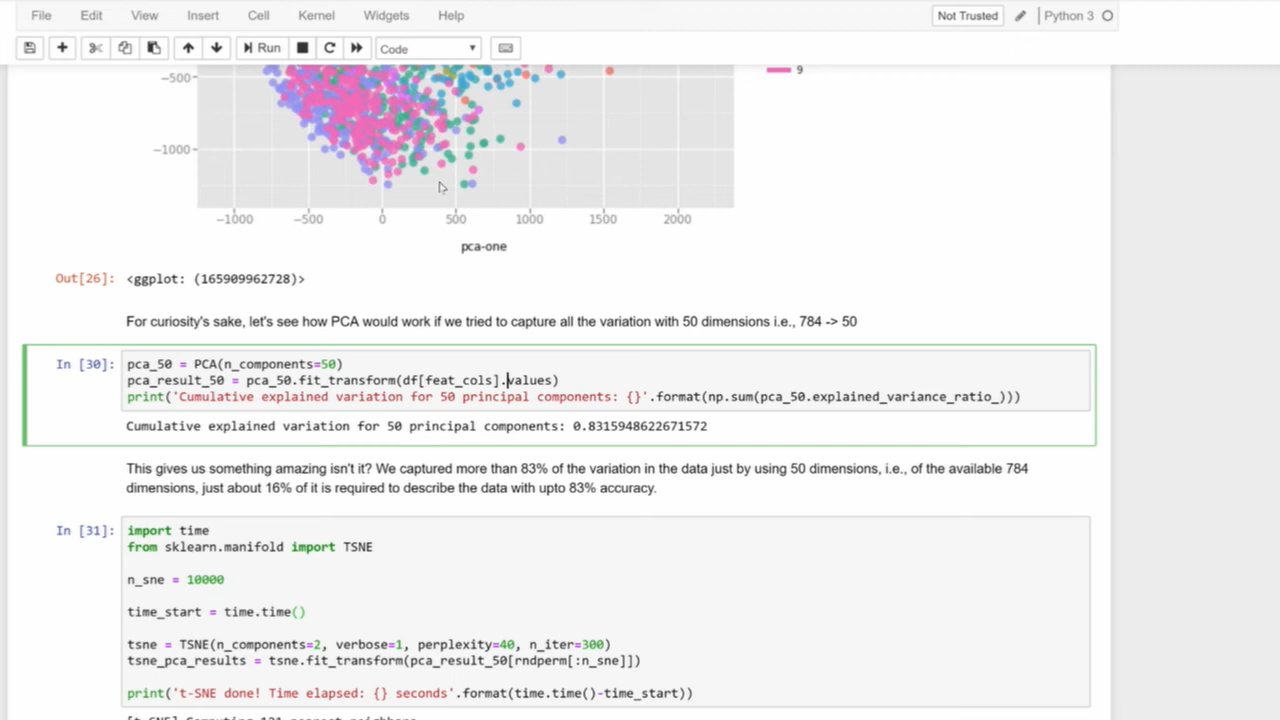 File Edit View Insert Cell Kernel Widgets Help Not Trusted Python 3
Run Code
−500
9
−1000
−1000 −500 0 500 1000 1500 2000
pca-one
Out[26]: <ggplot: (165909962728)>
For curiosity's sake, let's see how PCA would work if we tried to capture all the variation with 50 dimensions i.e., 784 -> 50
In [30]: pca_50 = PCA(n_components=50)
pca_result_50 = pca_50.fit_transform(df[feat_cols].values)
print('Cumulative explained variation for 50 principal components: {}'.format(np.sum(pca_50.explained_variance_ratio_)))
Cumulative explained variation for 50 principal components: 0.8315948622671572
This gives us something amazing isn't it? We captured more than 83% of the variation in the data just by using 50 dimensions, i.e., of the available 784
dimensions, just about 16% of it is required to describe the data with upto 83% accuracy.
In [31]: import time
from sklearn.manifold import TSNE
n_sne = 10000
time_start = time.time()
tsne = TSNE(n_components=2, verbose=1, perplexity=40, n_iter=300)
tsne_pca_results = tsne.fit_transform(pca_result_50[rndperm[:n_sne]])
print('t-SNE done! Time elapsed: {} seconds'.format(time.time()-time_start))
[t-SNE] Computing 121 nearest neighbors